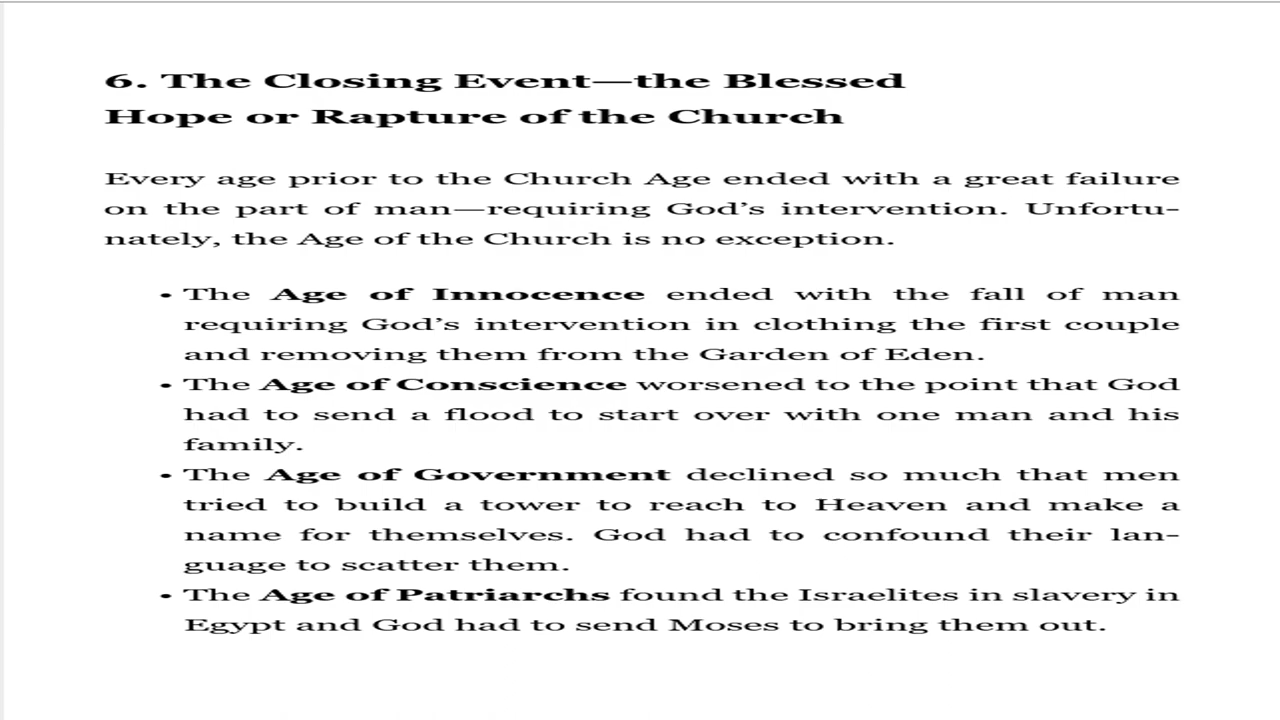 6. The Closing Event—the Blessed
Hope or Rapture of the Church
Every age prior to the Church Age ended with a great failure
on the part of man—requiring God’s intervention. Unfortu-
nately, the Age of the Church is no exception.
• The Age of Innocence ended with the fall of man
requiring God’s intervention in clothing the first couple
and removing them from the Garden of Eden.
• The Age of Conscience worsened to the point that God
had to send a flood to start over with one man and his
family.
• The Age of Government declined so much that men
tried to build a tower to reach to Heaven and make a
name for themselves. God had to confound their lan-
guage to scatter them.
• The Age of Patriarchs found the Israelites in slavery in
Egypt and God had to send Moses to bring them out.